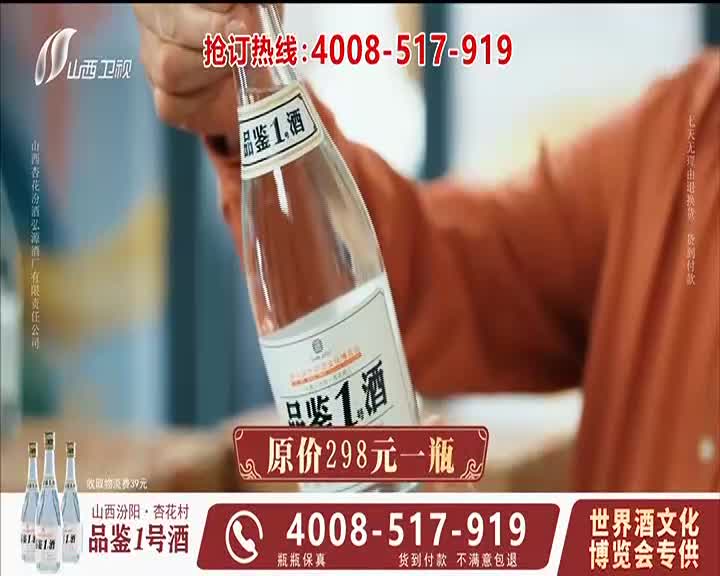 抢订热线:4008-517-919
山西卫视
山西杏花汾酒弘源酒厂有限责任公司
七天无理由退换货 货到付款
品鉴1号酒
品鉴1号酒
原价298元一瓶
收取物流费39元
山西汾阳·杏花村
品鉴1号酒
4008-517-919
瓶瓶保真 货到付款 不满意包退
世界酒文化
博览会专供